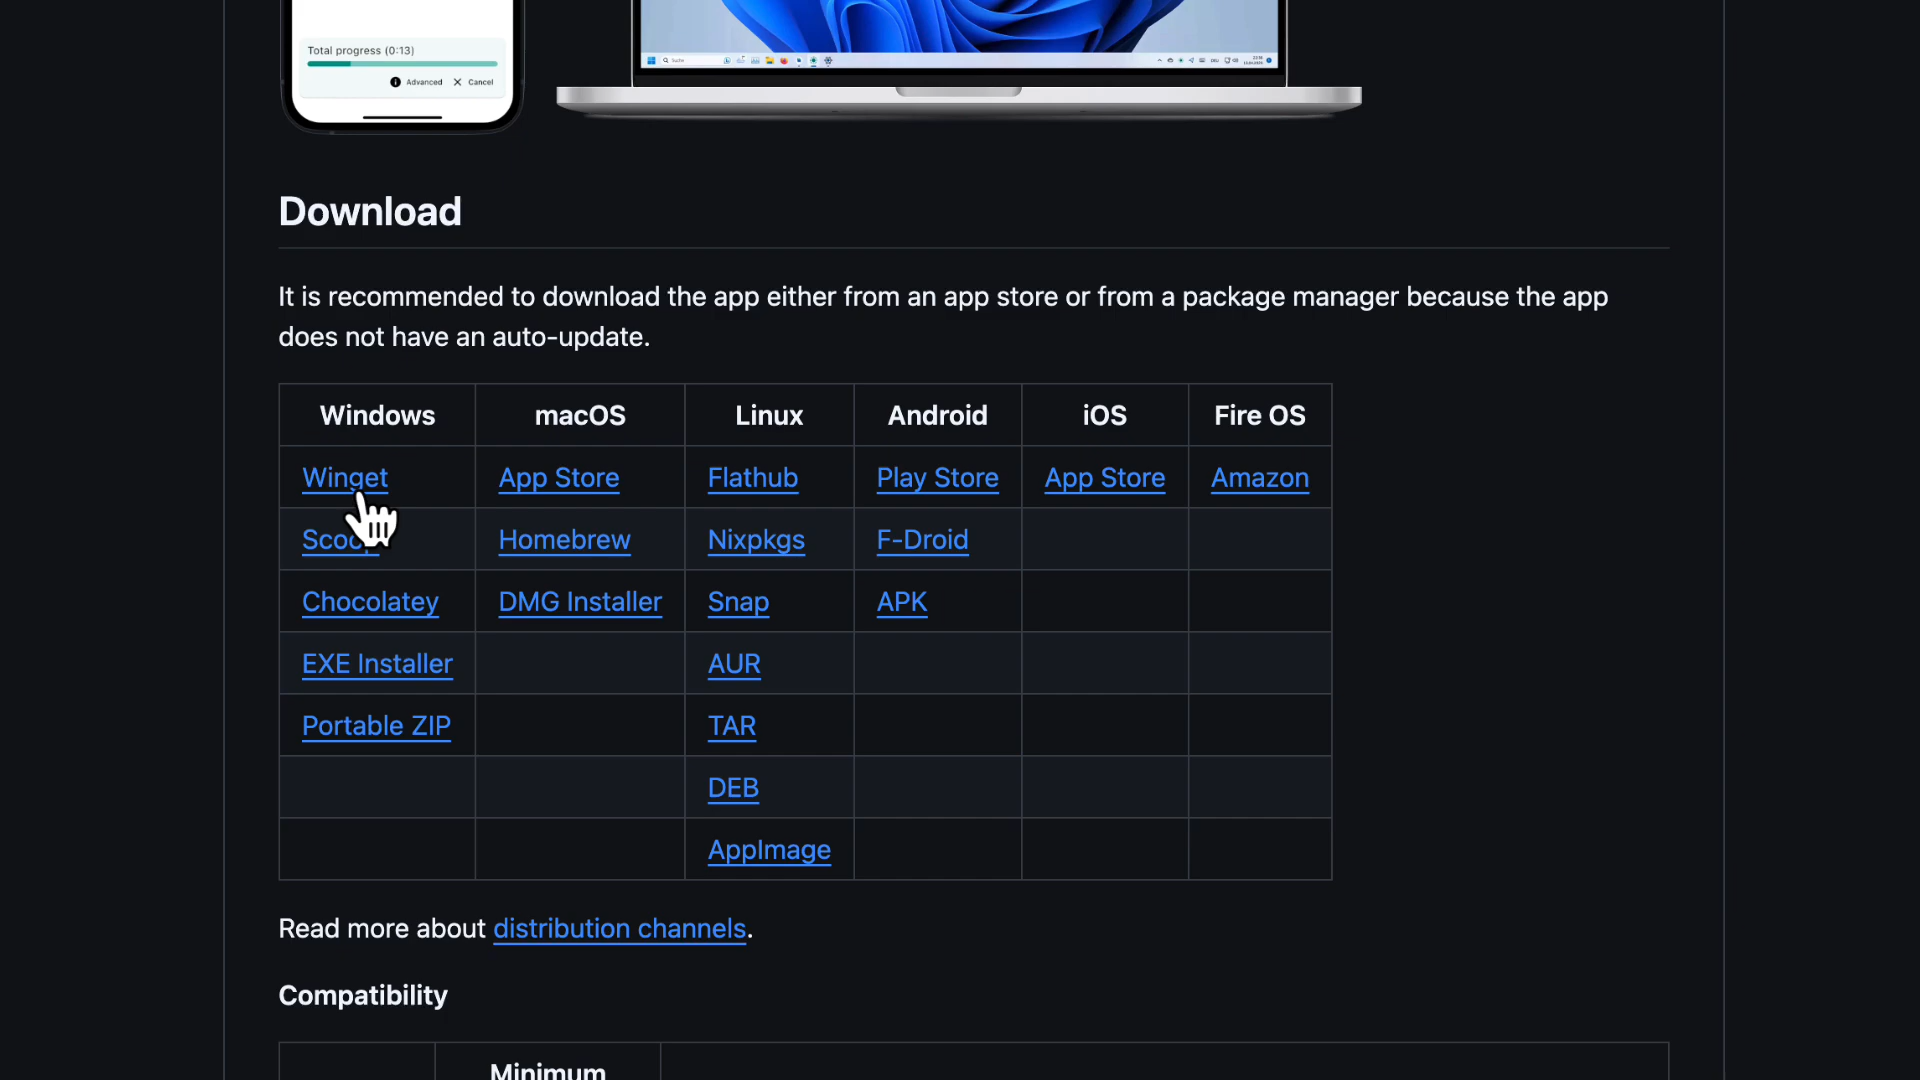 Total progress (0:13)
Advanced Cancel
Suche
Download
It is recommended to download the app either from an app store or from a package manager because the app
does not have an auto-update.
Windows macOS Linux Android iOS Fire OS
Winget App Store Flathub Play Store App Store Amazon
Scoop Homebrew Nixpkgs F-Droid
Chocolatey DMG Installer Snap APK
EXE Installer AUR
Portable ZIP TAR
DEB
AppImage
Read more about distribution channels.
Compatibility
Minimum